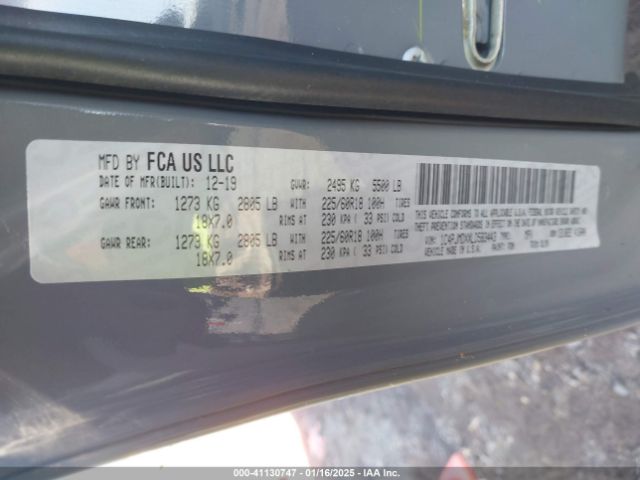 MFD BY FCA US LLC
DATE OF MFR(BUILT): 12-19 GVWR: 2495 KG 5500 LB
GAWR FRONT: 1273 KG 2805 LB WITH 225/60R18 100H TIRES
18X7.0 RIMS AT 230 KPA ( 33 PSI) COLD
GAWR REAR: 1273 KG 2805 LB WITH 225/60R18 100H TIRES
18X7.0 RIMS AT 230 KPA ( 33 PSI) COLD
THIS VEHICLE CONFORMS TO ALL APPLICABLE U.S.A. FEDERAL MOTOR VEHICLE
SAFETY, BUMPER, AND THEFT PREVENTION STANDARDS IN EFFECT ON THE DATE OF MANUFACTURE SHOWN ABOVE.
VIN:
MADE IN U.S.A. PAINT:
000-41130747 — 01/16/2025 — IAA Inc.